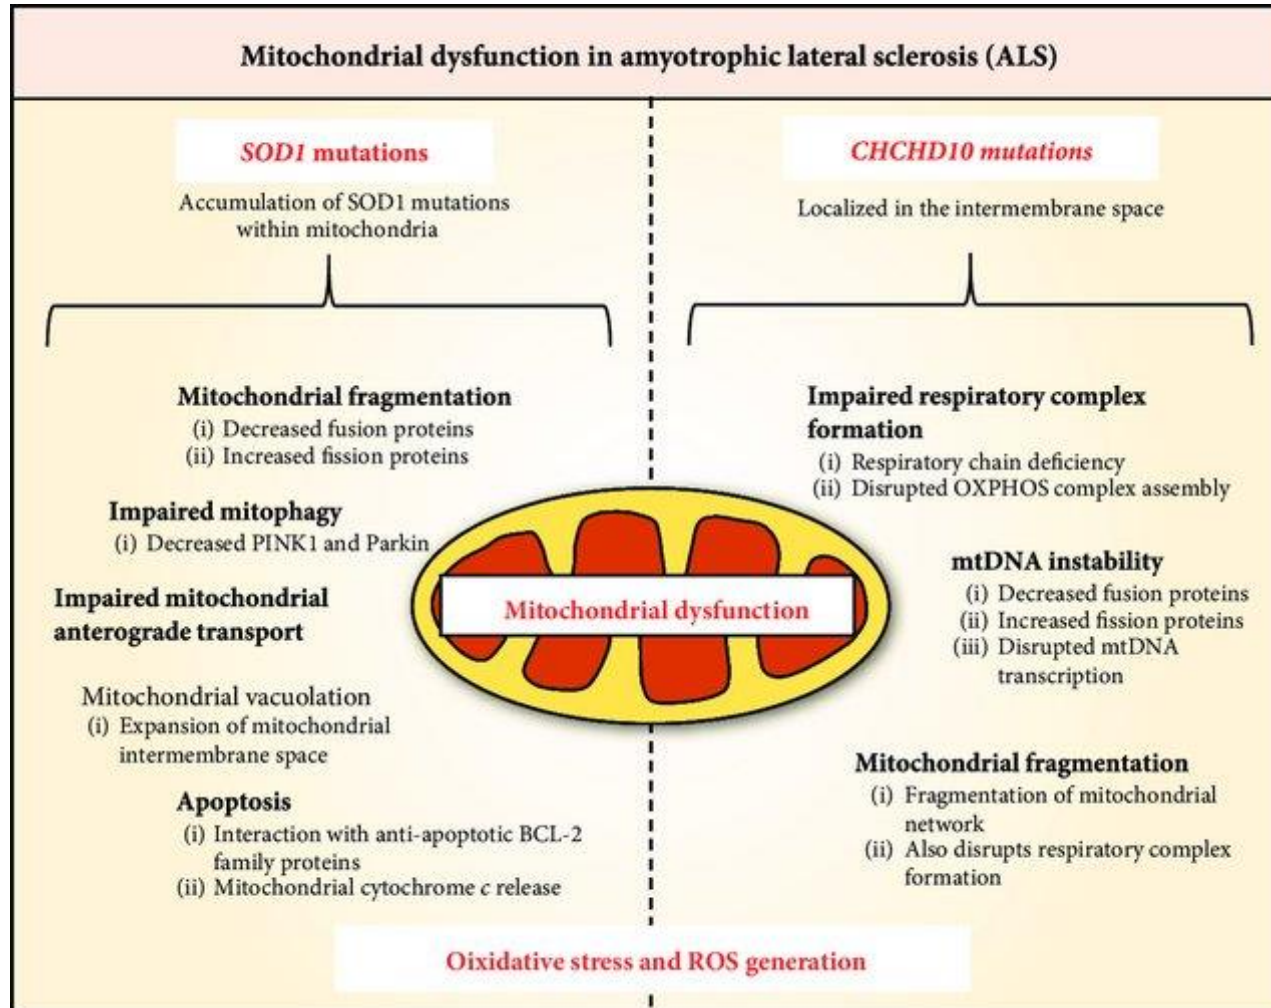 Mitochondrial dysfunction in amyotrophic lateral sclerosis (ALS)
SOD1 mutations
Accumulation of SOD1 mutations
within mitochondria
Mitochondrial fragmentation
(i) Decreased fusion proteins
(ii) Increased fission proteins
Impaired mitophagy
(i) Decreased PINK1 and Parkin
Impaired mitochondrial
anterograde transport
Mitochondrial vacuolation
(i) Expansion of mitochondrial
intermembrane space
Apoptosis
(i) Interaction with anti-apoptotic BCL-2
family proteins
(ii) Mitochondrial cytochrome c release
Mitochondrial dysfunction
CHCHD10 mutations
Localized in the intermembrane space
Impaired respiratory complex
formation
(i) Respiratory chain deficiency
(ii) Disrupted OXPHOS complex assembly
mtDNA instability
(i) Decreased fusion proteins
(ii) Increased fission proteins
(iii) Disrupted mtDNA
transcription
Mitochondrial fragmentation
(i) Fragmentation of mitochondrial
network
(ii) Also disrupts respiratory complex
formation
Oixidative stress and ROS generation